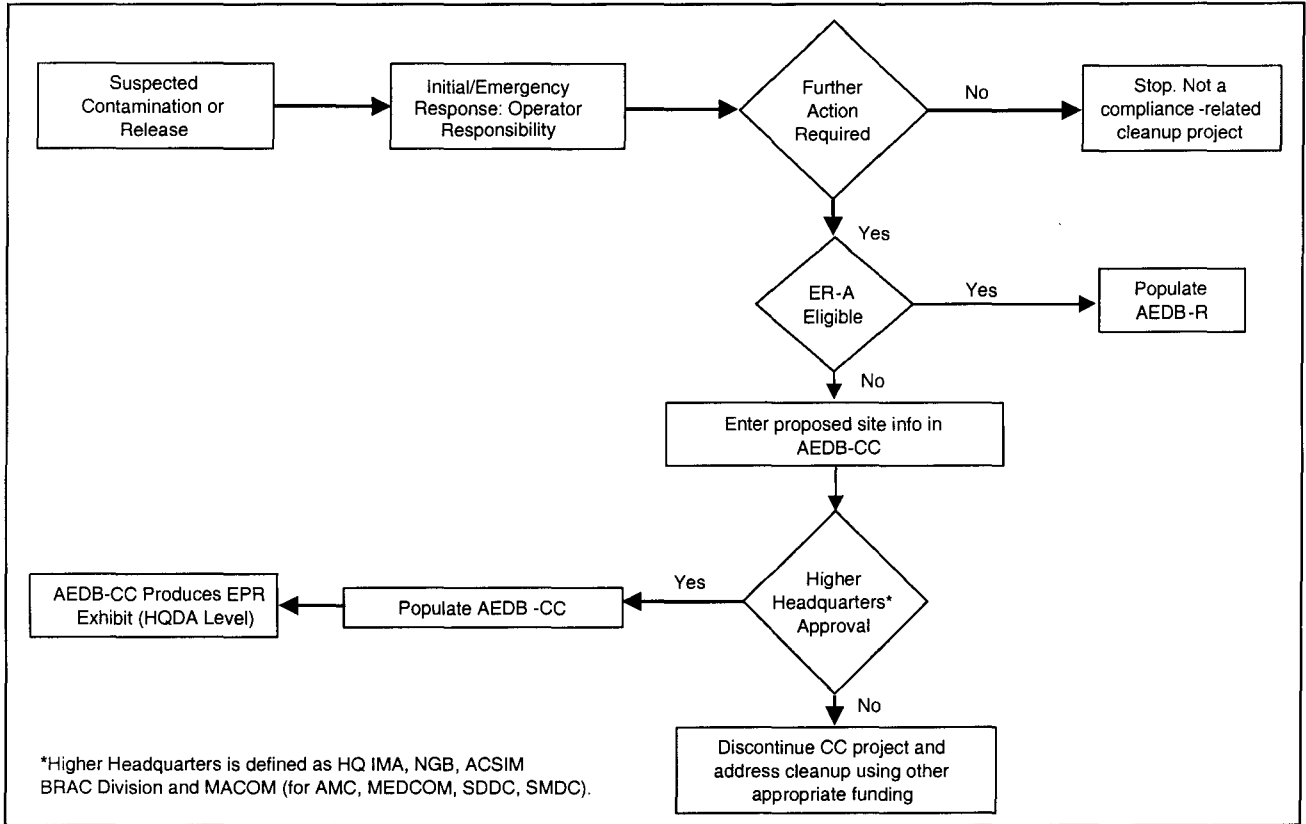 Suspected
Contamination or
Release
Initial/Emergency
Response: Operator
Responsibility
Further
Action
Required
No
Stop. Not a
compliance -related
cleanup project
Yes
ER-A
Eligible
Yes
Populate
AEDB-R
No
Enter proposed site info in
AEDB-CC
Higher
Headquarters*
Approval
Yes
Populate AEDB -CC
AEDB-CC Produces EPR
Exhibit (HQDA Level)
No
Discontinue CC project and
address cleanup using other
appropriate funding
*Higher Headquarters is defined as HQ IMA, NGB, ACSIM
BRAC Division and MACOM (for AMC, MEDCOM, SDDC, SMDC).